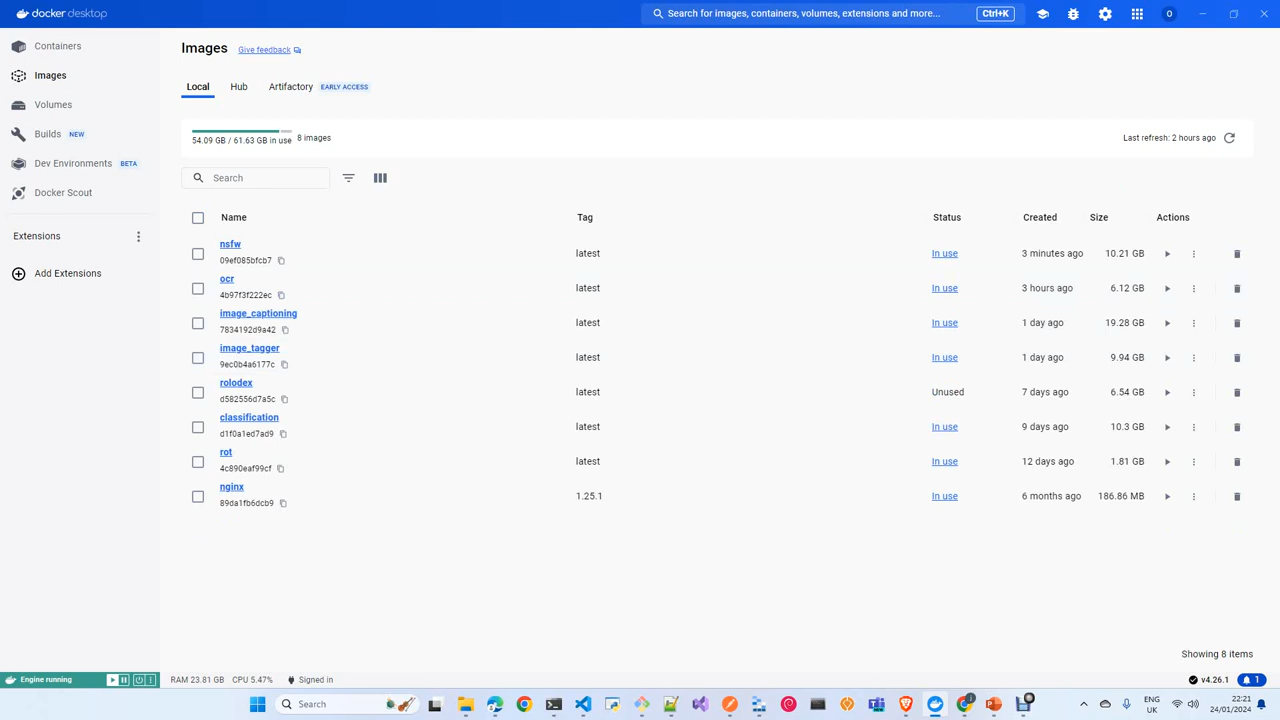 docker desktop
Search for images, containers, volumes, extensions and more... Ctrl+K O
Containers
Images
Volumes
Builds NEW
Dev Environments BETA
Docker Scout
Extensions
Add Extensions
Images Give feedback
Local Hub Artifactory EARLY ACCESS
54.09 GB / 61.63 GB in use 8 images Last refresh: 2 hours ago
Search
Name Tag Status Created Size Actions
nsfw
09ef085bfcb7 latest In use 3 minutes ago 10.21 GB
ocr
4b97f3f222ec latest In use 3 hours ago 6.12 GB
image_captioning
7834192d9a42 latest In use 1 day ago 19.28 GB
image_tagger
9ec0b4a6177c latest In use 1 day ago 9.94 GB
rolodex
d582556d7a5c latest Unused 7 days ago 6.54 GB
classification
d1f0a1ed7ad9 latest In use 9 days ago 10.3 GB
rot
4c890eaf99cf latest In use 12 days ago 1.81 GB
nginx
89da1fb6dcb9 1.25.1 In use 6 months ago 186.86 MB
Showing 8 items
Engine running RAM 23.81 GB CPU 5.47% Signed in v4.26.1 1
Search
ENG
UK
22:21
24/01/2024